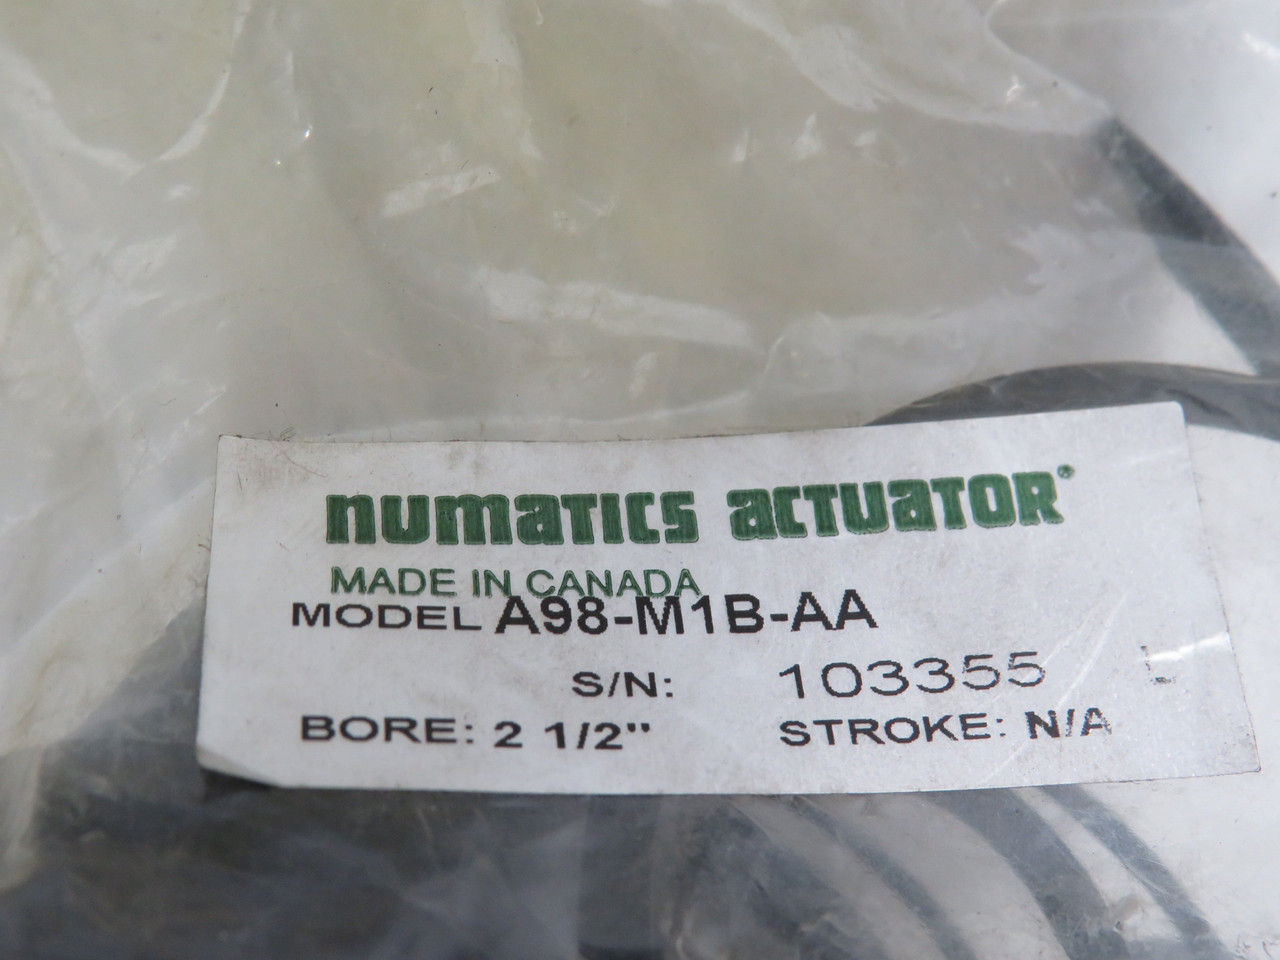 numatics actuator®
MADE IN CANADA
MODEL A98-M1B-AA
S/N: 103355 L
BORE: 2 1/2" STROKE: N/A